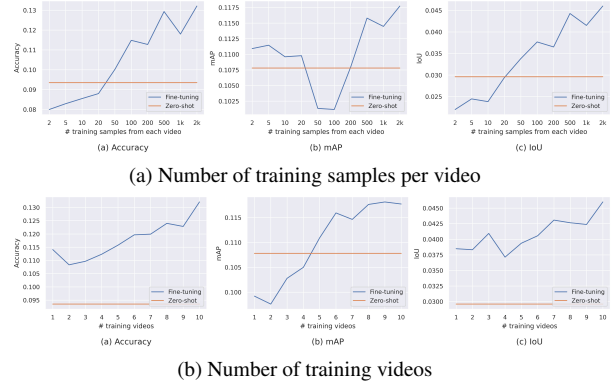 0.13
0.12
0.11
0.10
0.09
0.08
Accuracy
Fine-tuning
Zero-shot
2 5 10 20 50 100 200 500 1k 2k
# training samples from each video
(a) Accuracy
0.1175
0.1150
0.1125
0.1100
0.1075
0.1050
0.1025
mAP
Fine-tuning
Zero-shot
2 5 10 20 50 100 200 500 1k 2k
# training samples from each video
(b) mAP
0.045
0.040
0.035
0.030
0.025
IoU
Fine-tuning
Zero-shot
2 5 10 20 50 100 200 500 1k 2k
# training samples from each video
(c) IoU
(a) Number of training samples per video
0.130
0.125
0.120
0.115
0.110
0.105
0.100
0.095
Accuracy
Fine-tuning
Zero-shot
1 2 3 4 5 6 7 8 9 10
# training videos
(a) Accuracy
0.115
0.110
0.105
0.100
mAP
Fine-tuning
Zero-shot
1 2 3 4 5 6 7 8 9 10
# training videos
(b) mAP
0.0450
0.0425
0.0400
0.0375
0.0350
0.0325
0.0300
IoU
Fine-tuning
Zero-shot
1 2 3 4 5 6 7 8 9 10
# training videos
(c) IoU
(b) Number of training videos